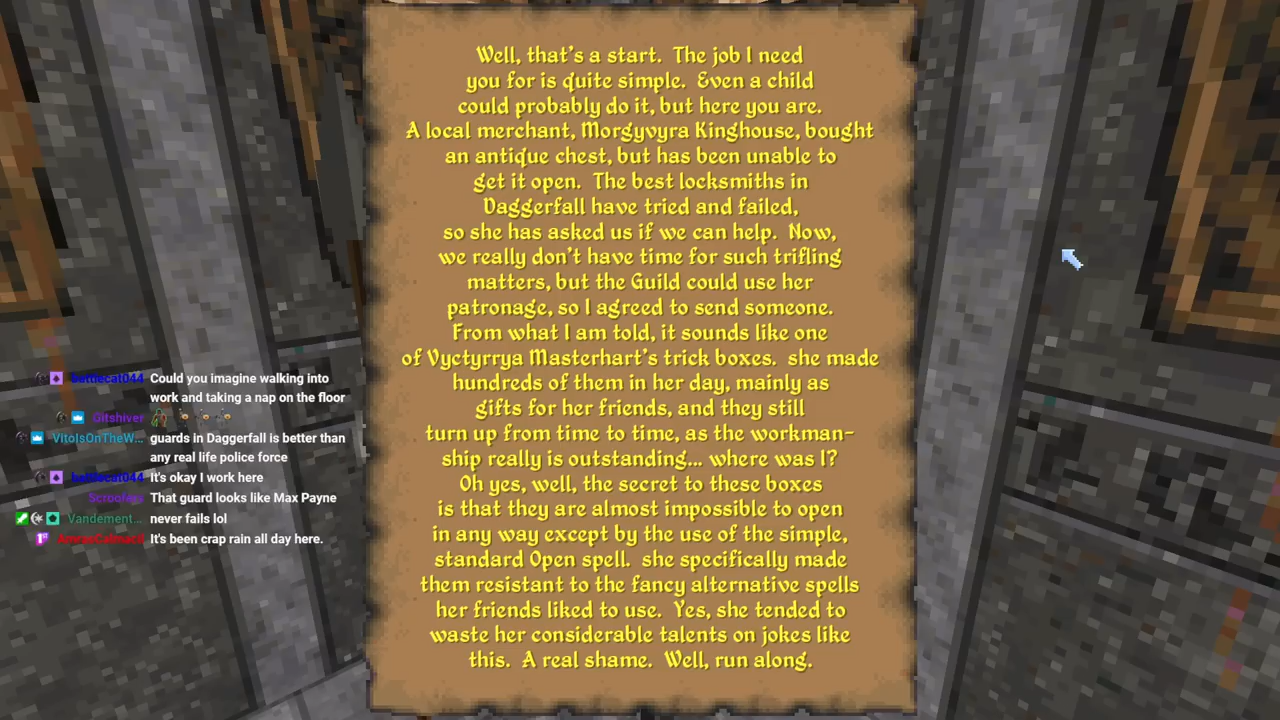 Well, that's a start. The job I need
you for is quite simple. Even a child
could probably do it, but here you are.
A local merchant, Morgyvyra Kinghouse, bought
an antique chest, but has been unable to
get it open. The best locksmiths in
Daggerfall have tried and failed,
so she has asked us if we can help. Now,
we really don't have time for such trifling
matters, but the Guild could use her
patronage, so I agreed to send someone.
From what I am told, it sounds like one
of Vyctyrrya Masterhart's trick boxes. she made
hundreds of them in her day, mainly as
gifts for her friends, and they still
turn up from time to time, as the workman-
ship really is outstanding... where was I?
Oh yes, well, the secret to these boxes
is that they are almost impossible to open
in any way except by the use of the simple,
standard Open spell. she specifically made
them resistant to the fancy alternative spells
her friends liked to use. Yes, she tended to
waste her considerable talents on jokes like
this. A real shame. Well, run along.
battlecat044 Could you imagine walking into
work and taking a nap on the floor
Gitshiver
VitoIsOnTheW... guards in Daggerfall is better than
any real life police force
battlecat044 It's okay I work here
That guard looks like Max Payne
Vandement... never fails lol
It's been crap rain all day here.